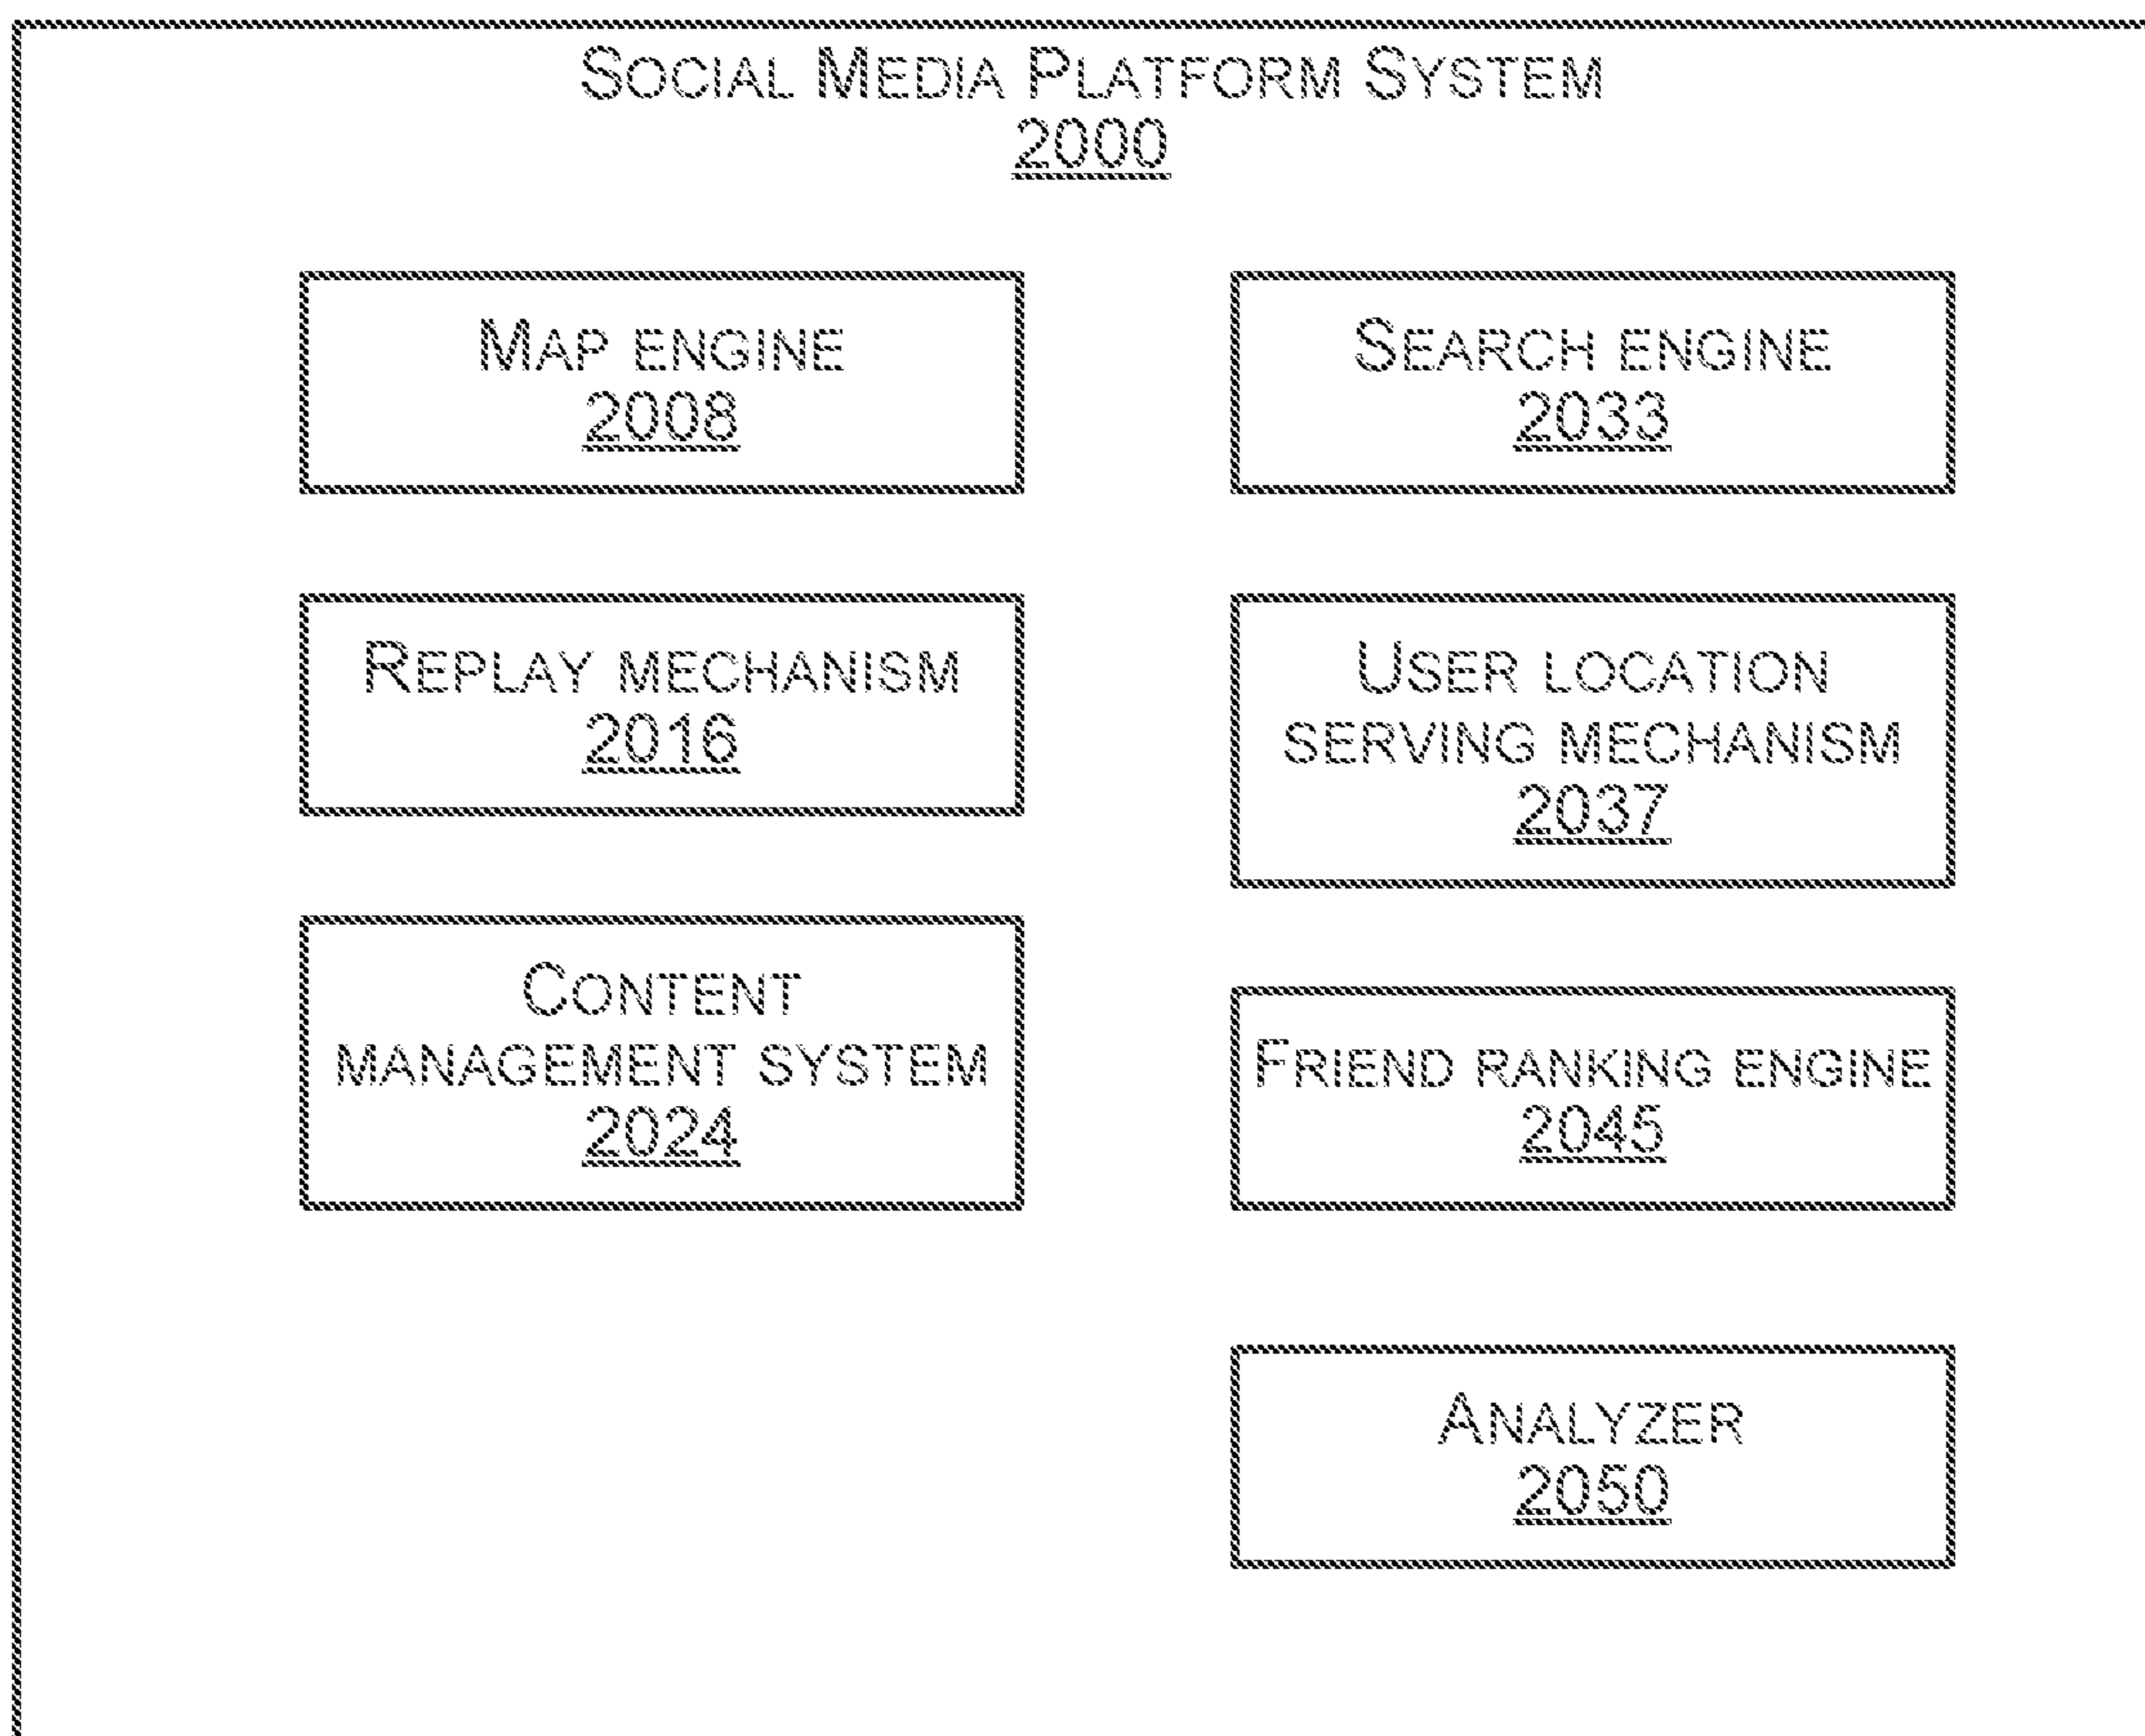 Social Media Platform System
2000
Map engine
2008
Replay mechanism
2016
Content
management system
2024
Search engine
2033
User location
serving mechanism
2037
Friend ranking engine
2045
Analyzer
2050